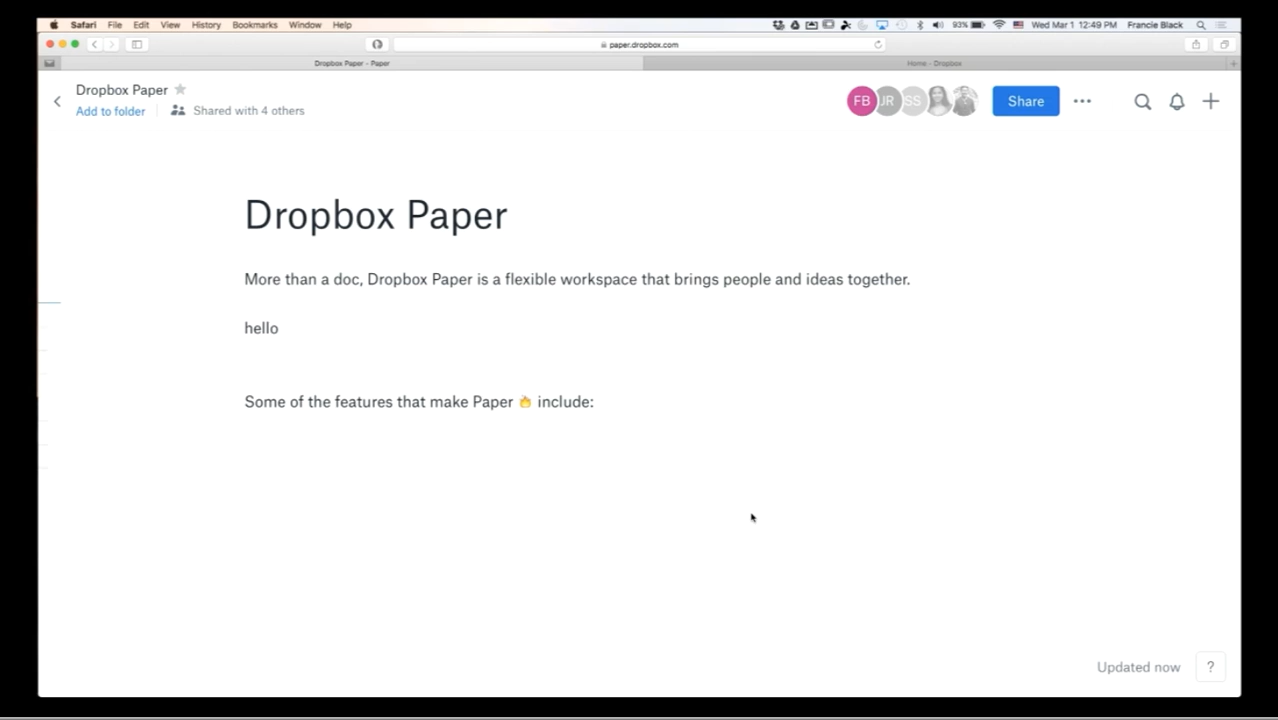 Safari File Edit View History Bookmarks Window Help 93% Wed Mar 1 12:49 PM Francie Black
paper.dropbox.com
Dropbox Paper - Paper Home - Dropbox
Dropbox Paper
Add to folder Shared with 4 others
FB JR SS Share
Dropbox Paper
More than a doc, Dropbox Paper is a flexible workspace that brings people and ideas together.
hello
Some of the features that make Paper 🔥 include:
Updated now ?